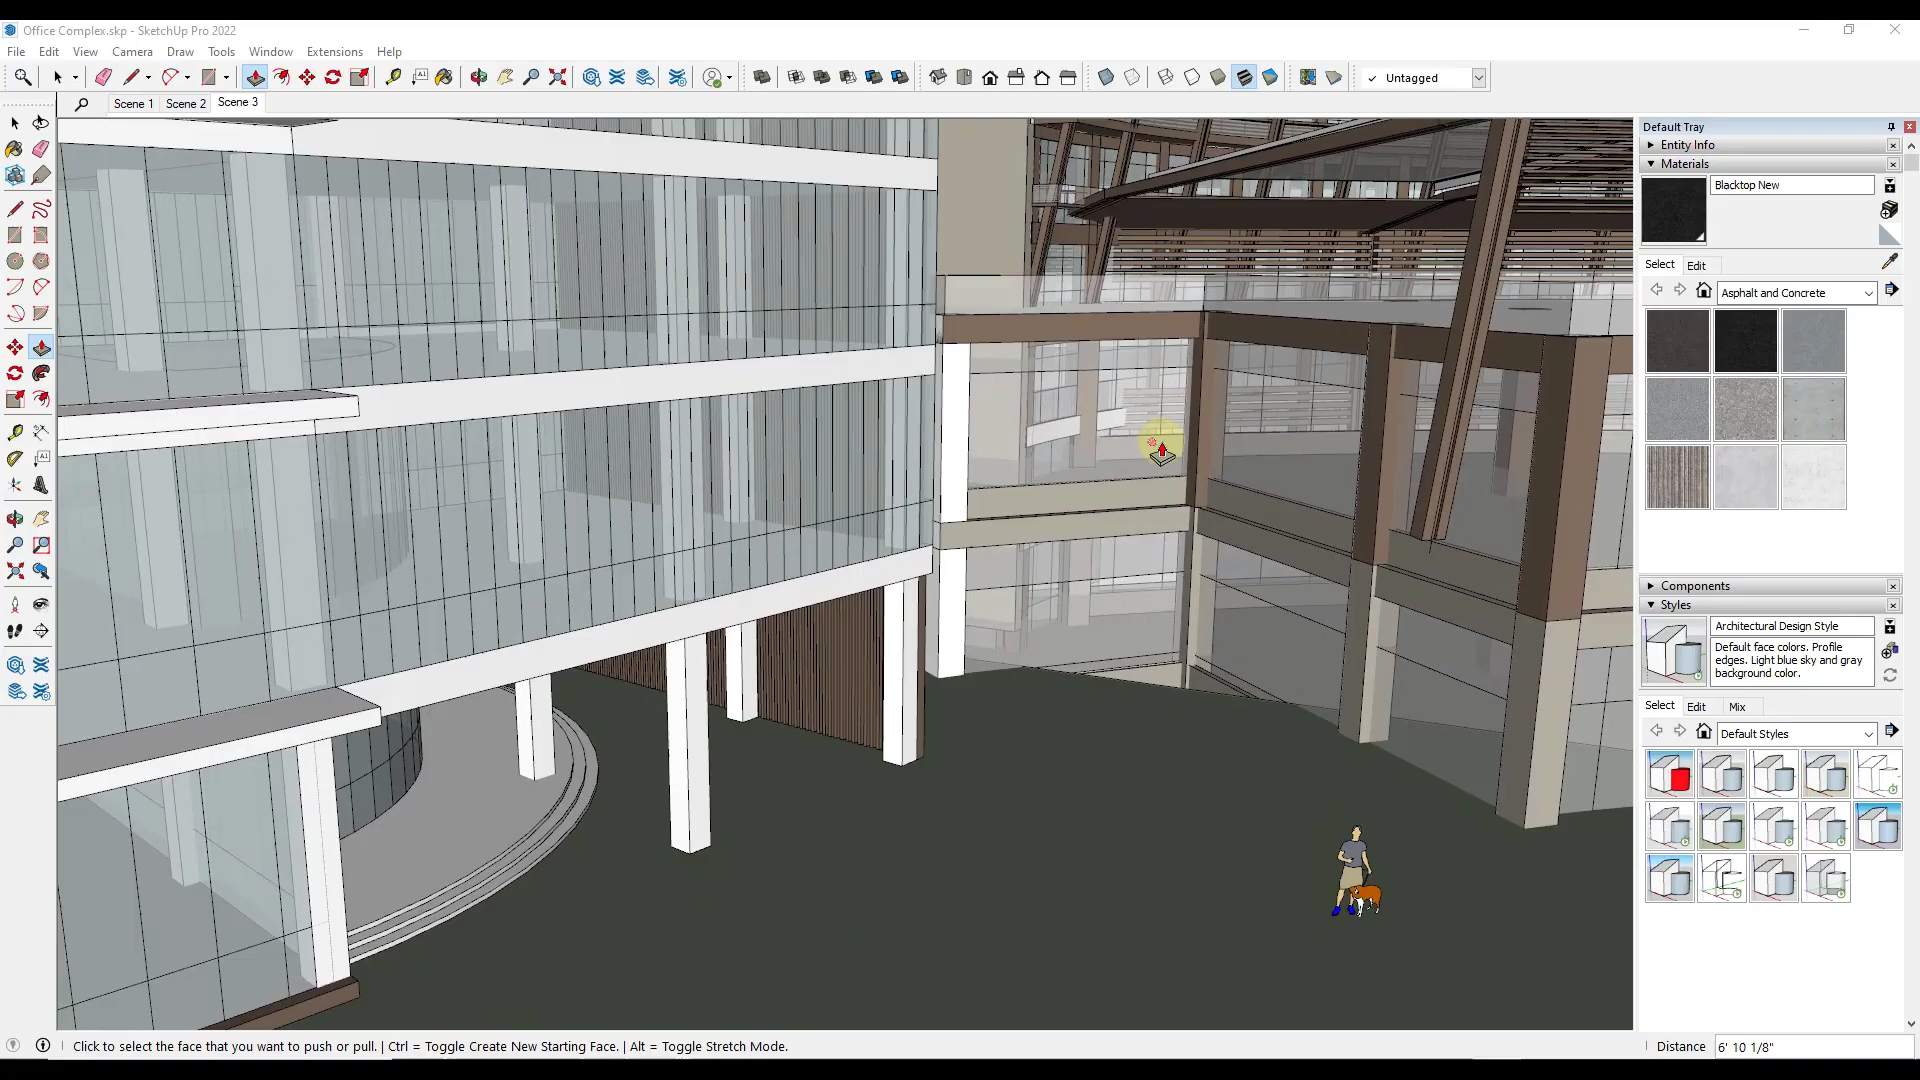 Office Complex.skp - SketchUp Pro 2022
File Edit View Camera Draw Tools Window Extensions Help
Untagged
Scene 1 Scene 2 Scene 3
Default Tray
Entity Info
Materials
Blacktop New
Select Edit
Asphalt and Concrete
Components
Styles
Architectural Design Style
Default face colors. Profile
edges. Light blue sky and gray
background color.
Select Edit Mix
Default Styles
Click to select the face that you want to push or pull. | Ctrl = Toggle Create New Starting Face. | Alt = Toggle Stretch Mode.
Distance 6' 10 1/8"